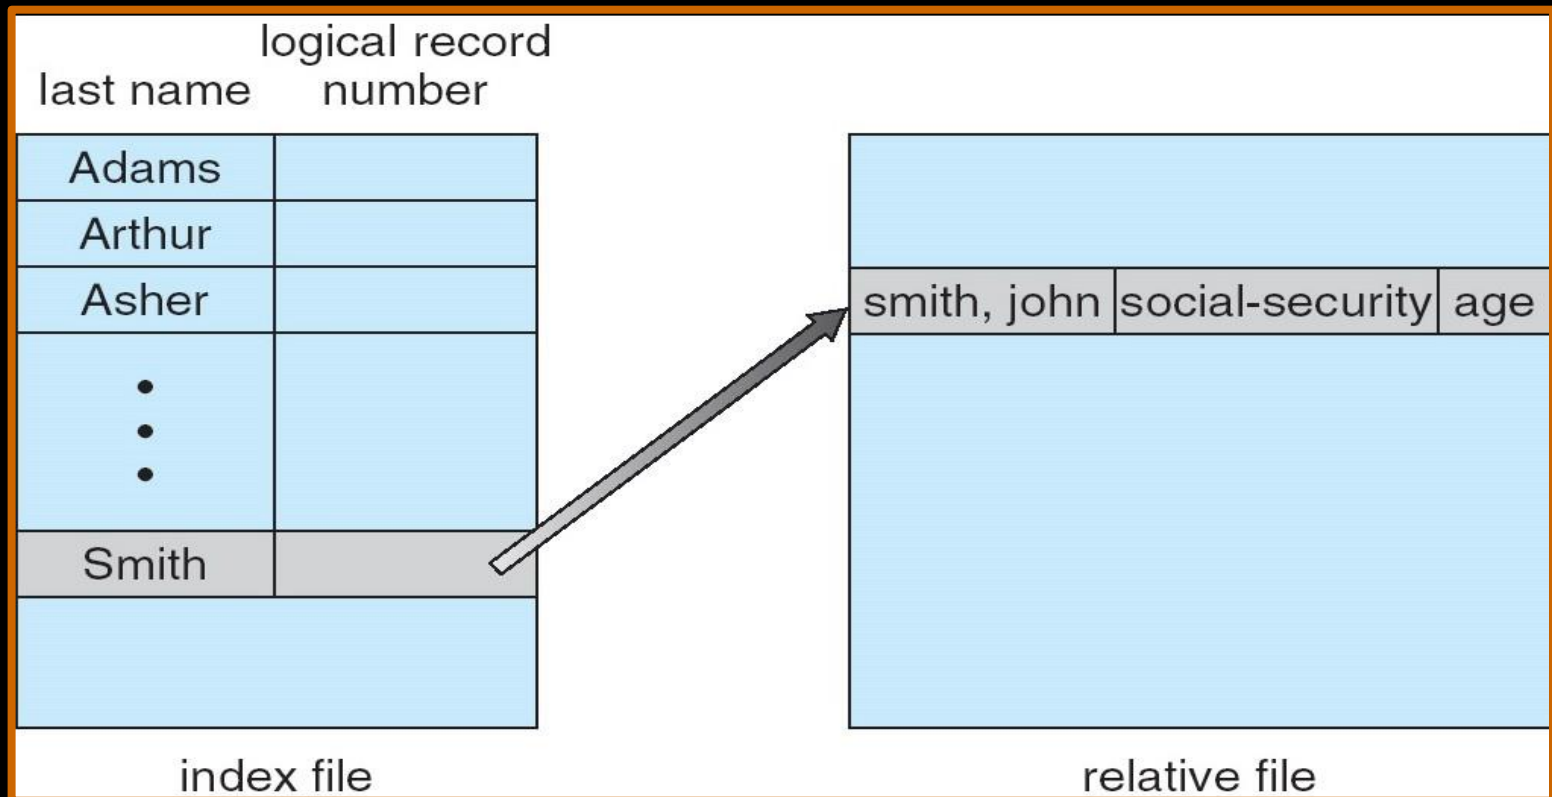 logical record
last name number
Adams
Arthur
Asher
smith, john social-security age
Smith
index file relative file